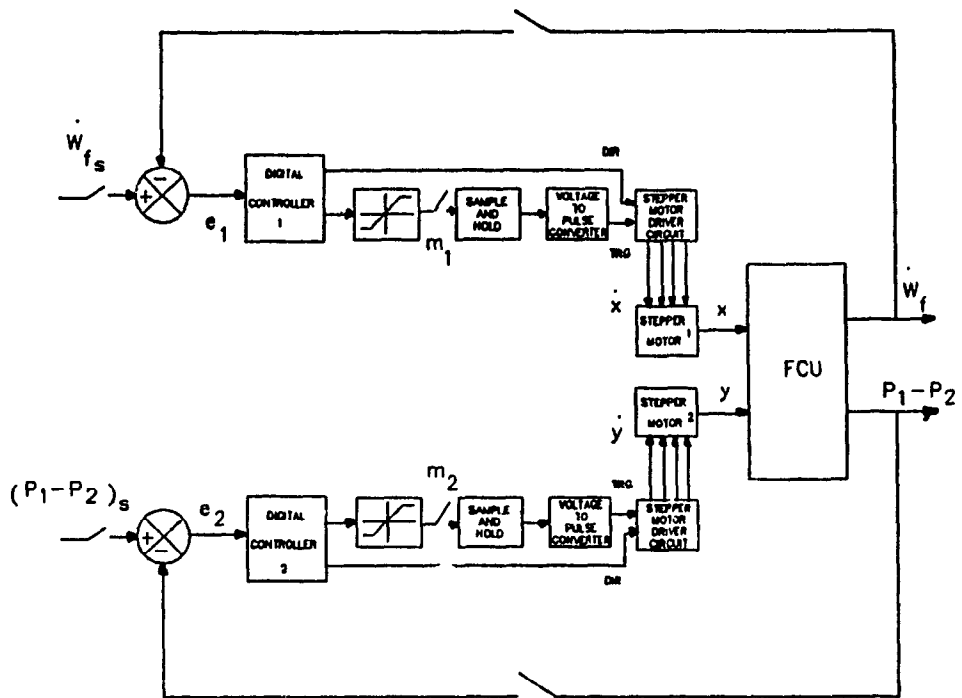 Ẇfs
+
−
e1
DIGITAL
CONTROLLER
1
m1
SAMPLE
AND
HOLD
VOLTAGE
TO
PULSE
CONVERTER
DIR
TRG
STEPPER
MOTOR
DRIVER
CIRCUIT
ẋ
STEPPER
MOTOR 1
x
FCU
Ẇf
P1−P2
STEPPER
MOTOR 2
y
ẏ
(P1−P2)s
+
−
e2
DIGITAL
CONTROLLER
2
m2
SAMPLE
AND
HOLD
VOLTAGE
TO
PULSE
CONVERTER
TRG
DIR
STEPPER
MOTOR
DRIVER
CIRCUIT